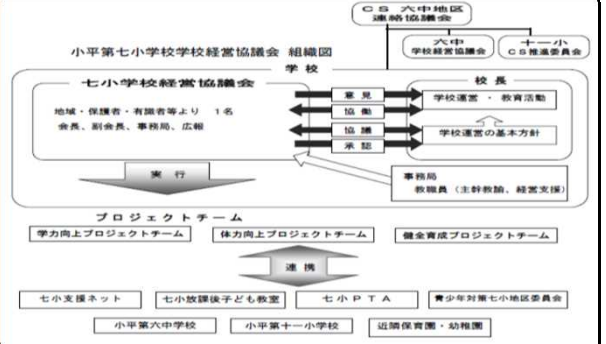 CS 六中地区
連絡協議会
六中
学校経営協議会
十一小
CS推進委員会
小平第七小学校学校経営協議会 組織図
学校
七小学校経営協議会
地域・保護者・有識者等より 1名
会長、副会長、事務局、広報
意見
協働
協議
承認
校長
学校運営・教育活動
学校運営の基本方針
事務局
教職員（主幹教諭、経営支援）
実行
プロジェクトチーム
学力向上プロジェクトチーム
体力向上プロジェクトチーム
健全育成プロジェクトチーム
連携
七小支援ネット
七小放課後子ども教室
七小PTA
青少年対策七小地区委員会
小平第六中学校
小平第十一小学校
近隣保育園・幼稚園